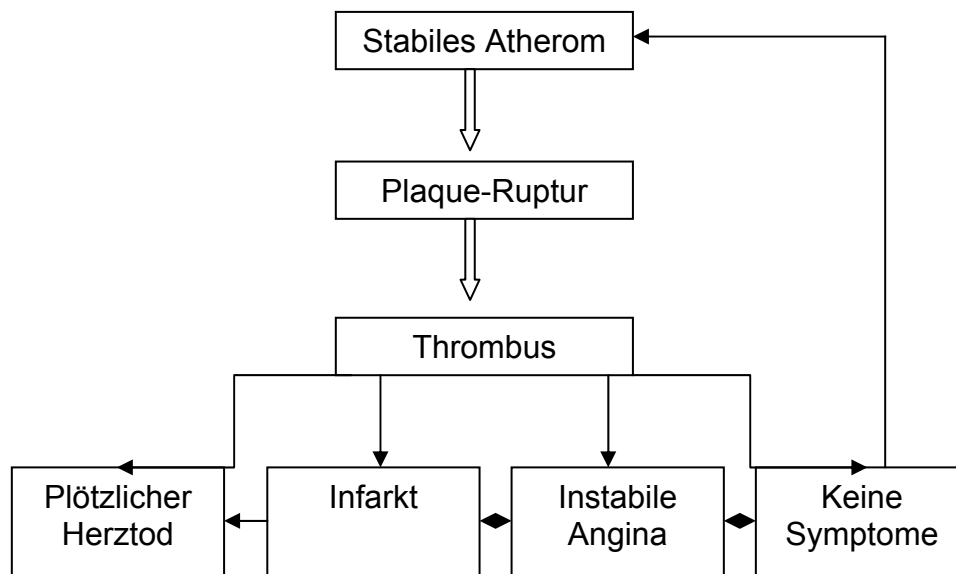 Stabiles Atherom
Plaque-Ruptur
Thrombus
Plötzlicher
Herztod
Infarkt
Instabile
Angina
Keine
Symptome